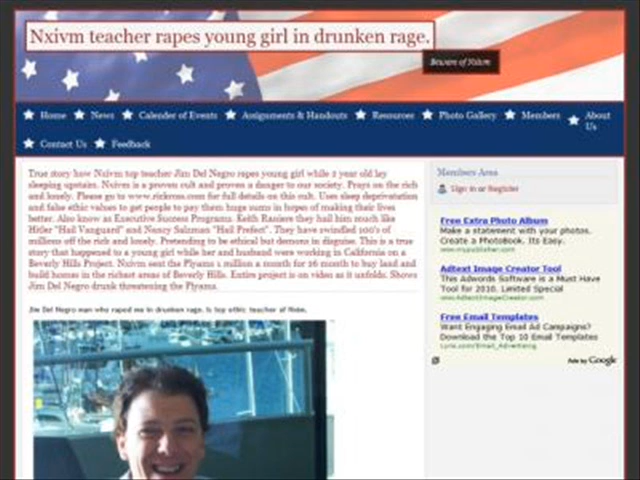 Nxivm teacher rapes young girl in drunken rage.
Beware of Nxivm
Home News Calender of Events Assignments & Handouts Resources Photo Gallery Members About Us
Contact Us Feedback
True story how Nxivm top teacher Jim Del Negro rapes young girl while 2 year old lay
sleeping upstairs. Nxivm is a proven cult and proves a danger to our society. Prays on the rich
and lonely. Please go to www.rickross.com for full details on this cult. Uses sleep deprivatation
and false ethic values to get people to pay them huge sums in hopes of making their lives
better. Also know as Executive Success Programs. Keith Raniere they hail him much like
Hitler "Hail Vanguard" and Nancy Salzman "Hail Prefect". They have swindled 100's of
millions off the rich and lonely. Pretending to be ethical but demons in disguise. This is a true
story that happened to a young girl while her and husband were working in California on a
Beverly Hills Project. Nxivm sent the Plyams 1 million a month for 26 month to buy land and
build homes in the richest areas of Beverly Hills. Entire project is on video as it unfolds. Shows
Jim Del Negro drunk threatening the Plyams.
Jim Del Negro man who raped me in drunken rage. Is top ethic teacher of
Members Area
Sign in or Register
Free Extra Photo Album
Make a statement with your photos.
Create a PhotoBook. Its Easy.
www.mypublisher.com
Adtext Image Creator Tool
This Adwords Software is a Must Have
Tool for 2010. Limited Special
www.AdtextImageCreator.com
Free Email Templates
Want Engaging Email Ad Campaigns?
Download the Top 10 Email Templates
Lyris.com/Email_Advertising
Ads by Google